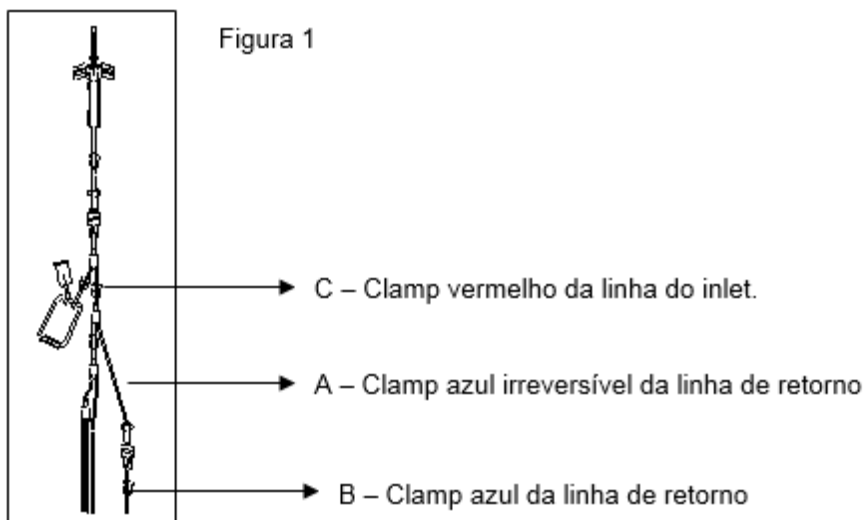 Figura 1
C – Clamp vermelho da linha do inlet.
A – Clamp azul irreversível da linha de retorno
B – Clamp azul da linha de retorno